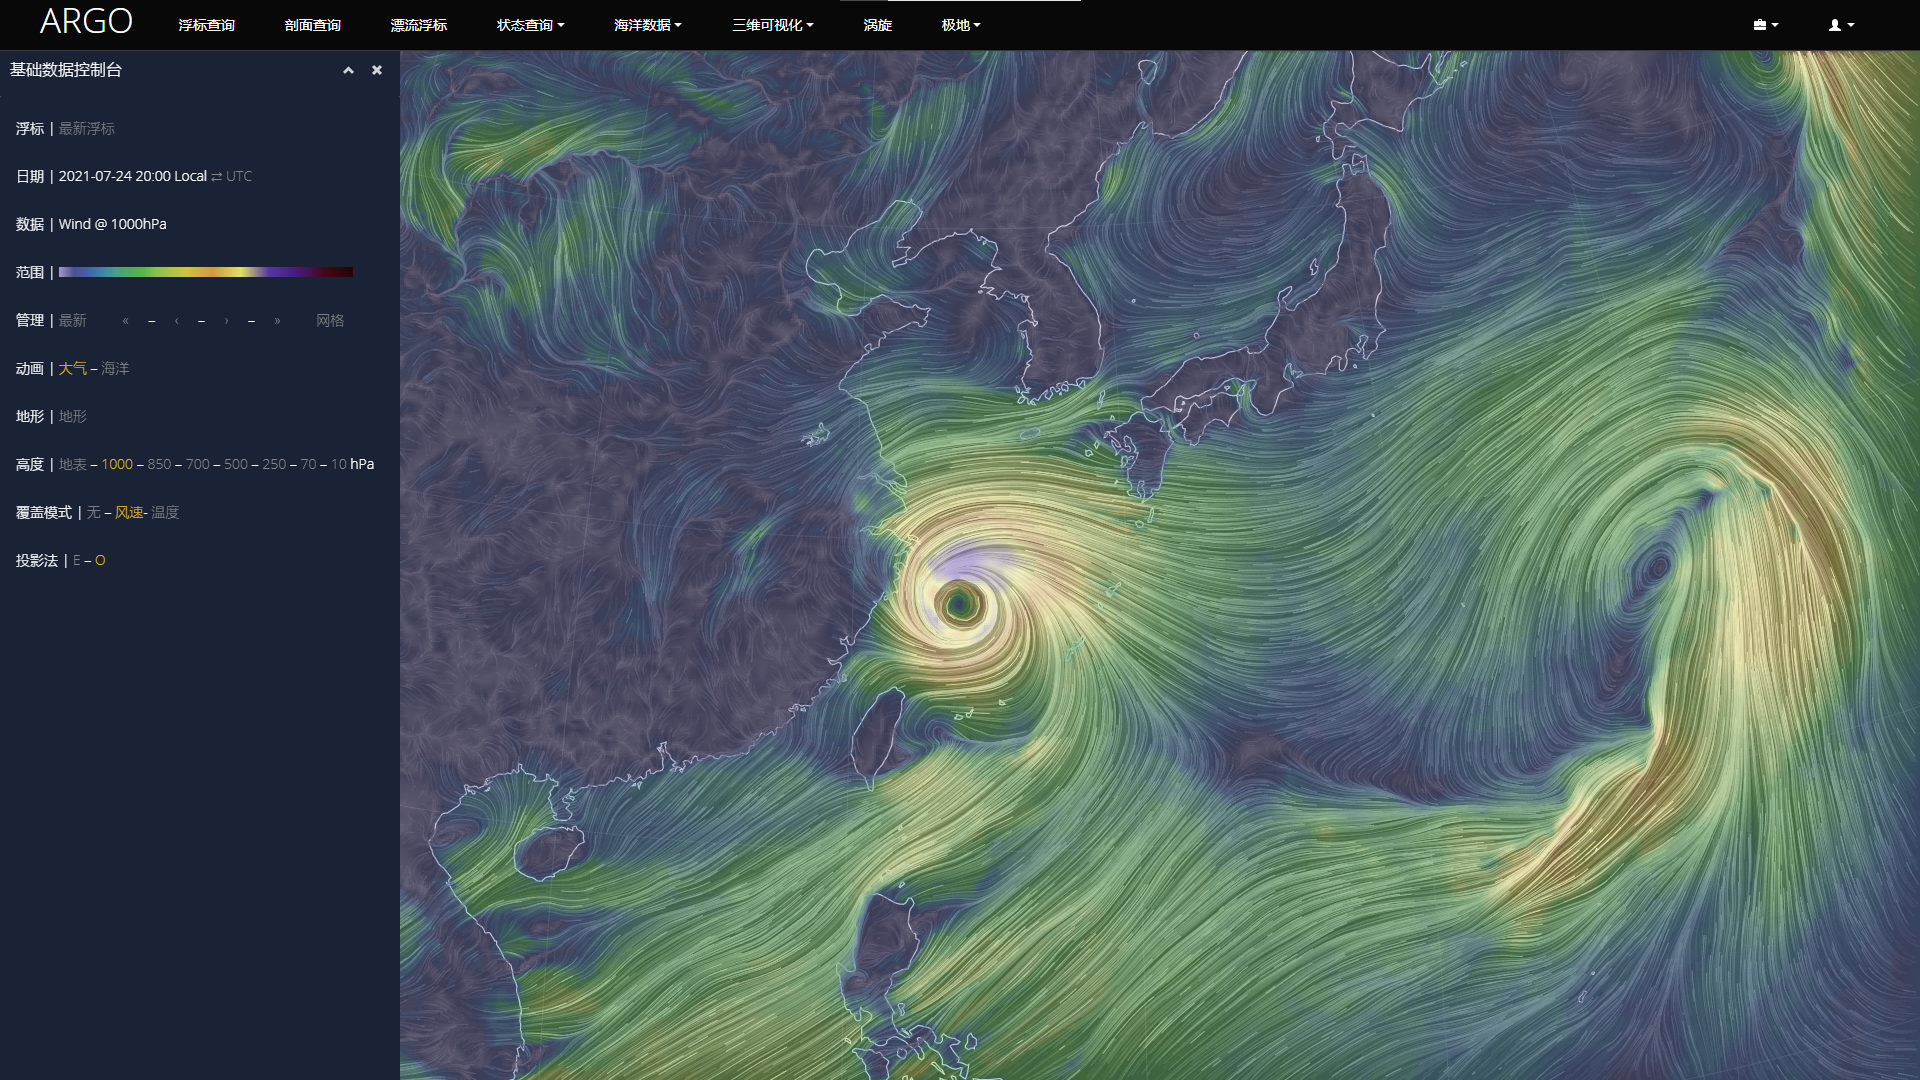 ARGO 浮标查询 剖面查询 漂流浮标 状态查询 海洋数据 三维可视化 涡旋 极地
基础数据控制台
浮标 | 最新浮标
日期 | 2021-07-24 20:00 Local ⇄ UTC
数据 | Wind @ 1000hPa
范围 |
管理 | 最新 « – ‹ – › – » 网格
动画 | 大气 – 海洋
地形 | 地形
高度 | 地表 – 1000 – 850 – 700 – 500 – 250 – 70 – 10 hPa
覆盖模式 | 无 – 风速- 温度
投影法 | E – O